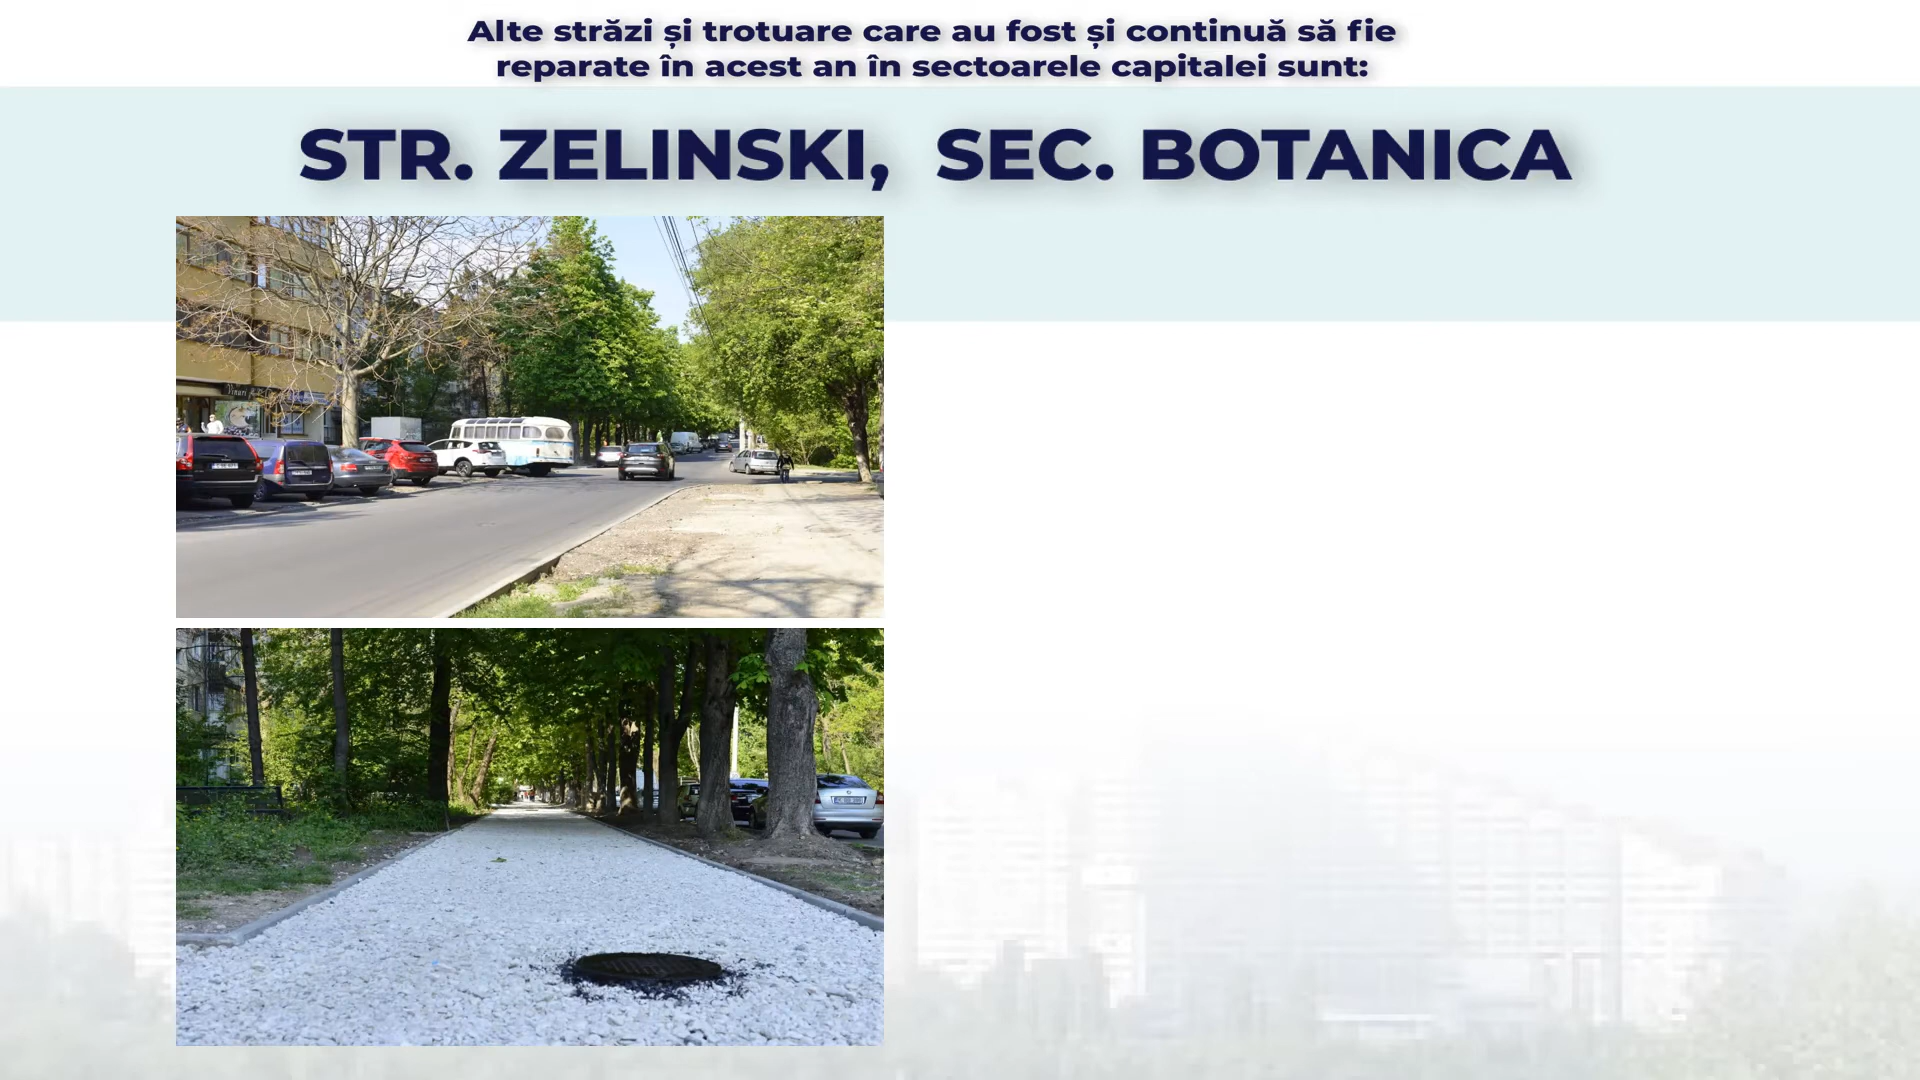 Alte străzi și trotuare care au fost și continuă să fie
reparate în acest an în sectoarele capitalei sunt:
STR. ZELINSKI, SEC. BOTANICA
Vinuri